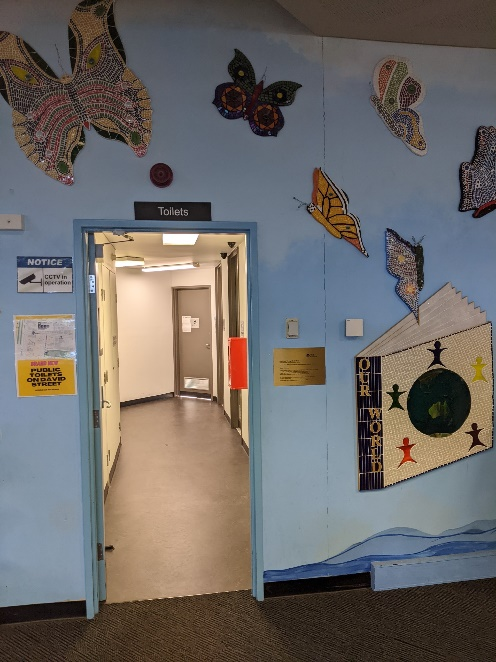 Toilets
NOTICE
CCTV in operation
PUBLIC
TOILETS
ON DAVID
STREET
OUR WORLD